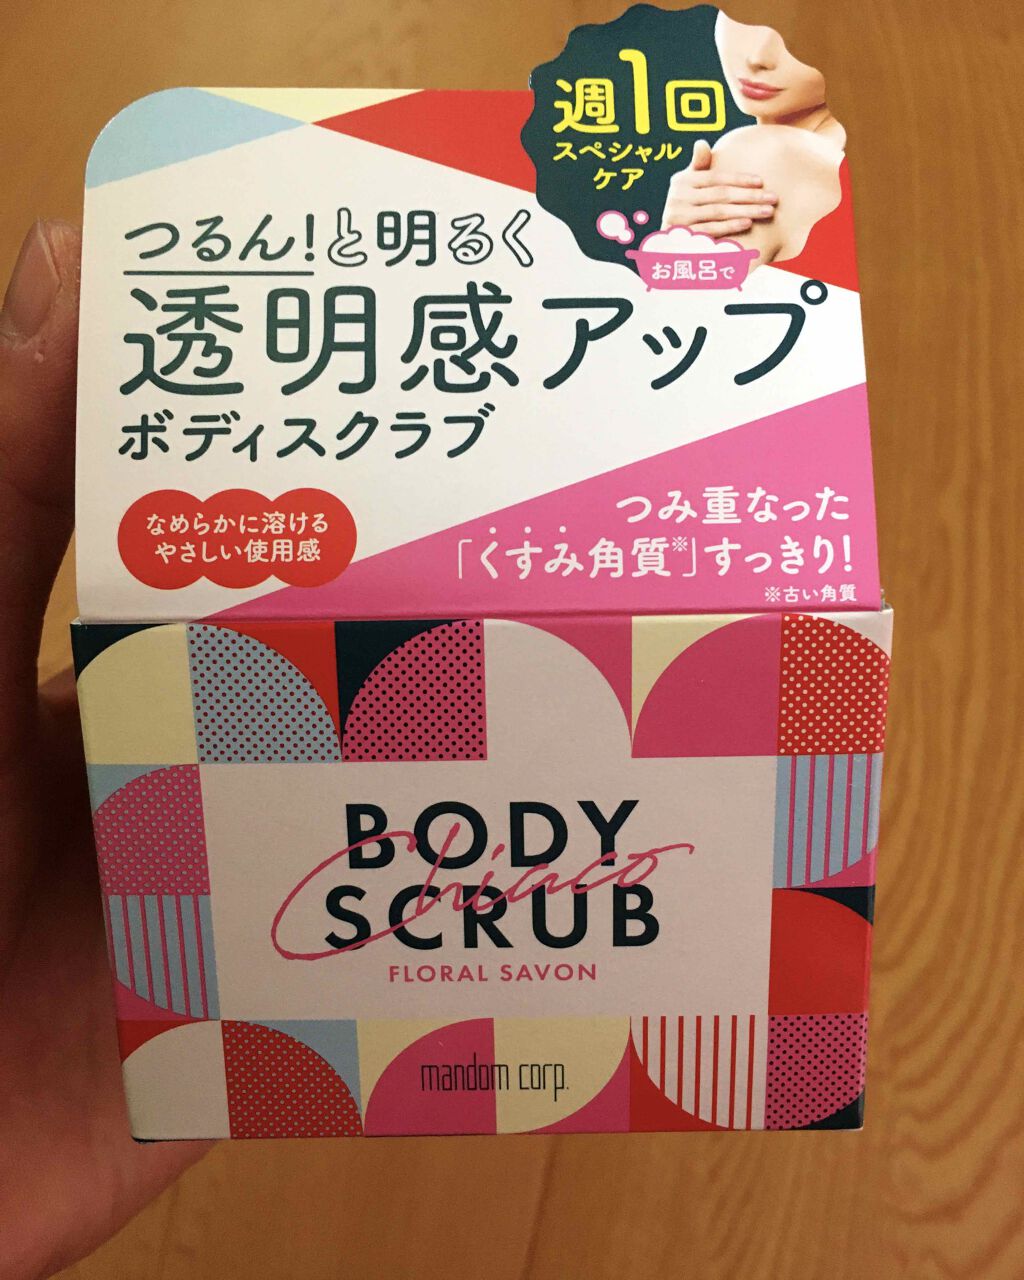 週1回
スペシャル
ケア
お風呂で
つるん!と明るく
透明感アップ
ボディスクラブ
なめらかに溶ける
やさしい使用感
つみ重なった
「くすみ角質※」すっきり!
※古い角質
BODY
Chiaco
SCRUB
FLORAL SAVON
mandom corp.